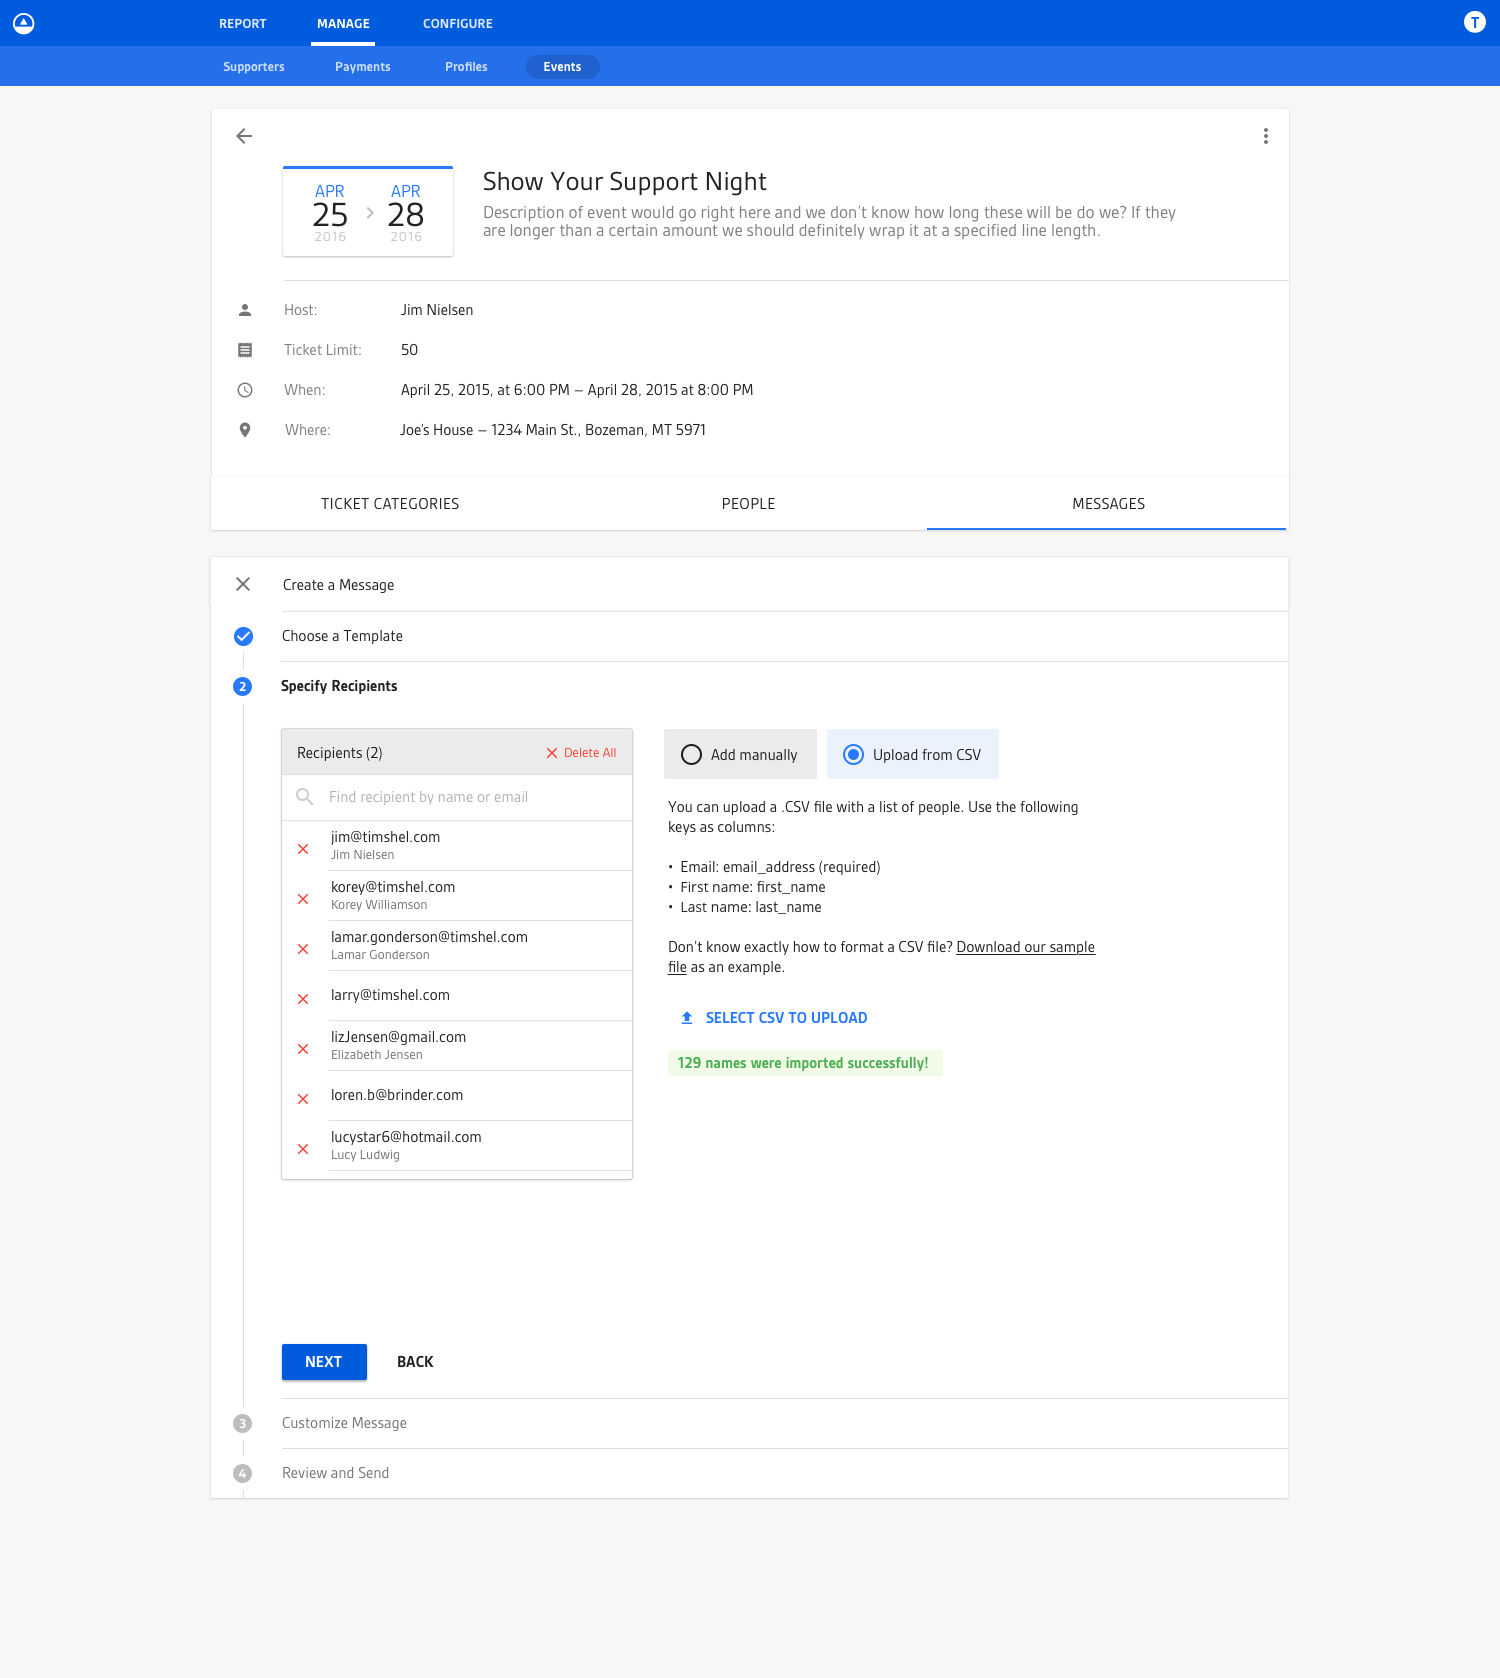 REPORT MANAGE CONFIGURE T
Supporters Payments Profiles Events
APR > APR
25 28
2016 2016
Show Your Support Night
Description of event would go right here and we don't know how long these will be do we? If they
are longer than a certain amount we should definitely wrap it at a specified line length.
Host: Jim Nielsen
Ticket Limit: 50
When: April 25, 2015, at 6:00 PM – April 28, 2015 at 8:00 PM
Where: Joe's House – 1234 Main St., Bozeman, MT 5971
TICKET CATEGORIES PEOPLE MESSAGES
Create a Message
Choose a Template
2 Specify Recipients
Recipients (2) Delete All
Find recipient by name or email
jim@timshel.com
Jim Nielsen
korey@timshel.com
Korey Williamson
lamar.gonderson@timshel.com
Lamar Gonderson
larry@timshel.com
lizJensen@gmail.com
Elizabeth Jensen
loren.b@brinder.com
lucystar6@hotmail.com
Lucy Ludwig
Add manually Upload from CSV
You can upload a .CSV file with a list of people. Use the following
keys as columns:
• Email: email_address (required)
• First name: first_name
• Last name: last_name
Don't know exactly how to format a CSV file? Download our sample
file as an example.
SELECT CSV TO UPLOAD
129 names were imported successfully!
NEXT BACK
3 Customize Message
4 Review and Send